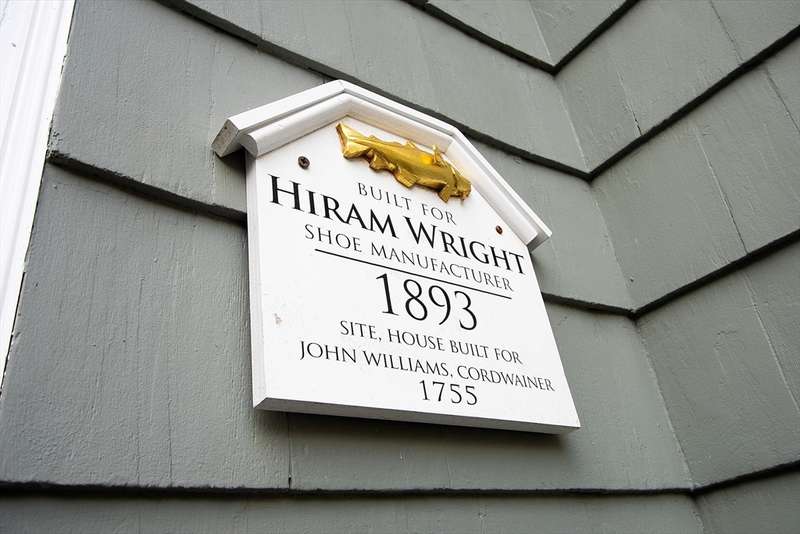 BUILT FOR
HIRAM WRIGHT
SHOE MANUFACTURER
1893
SITE, HOUSE BUILT FOR
JOHN WILLIAMS, CORDWAINER
1755